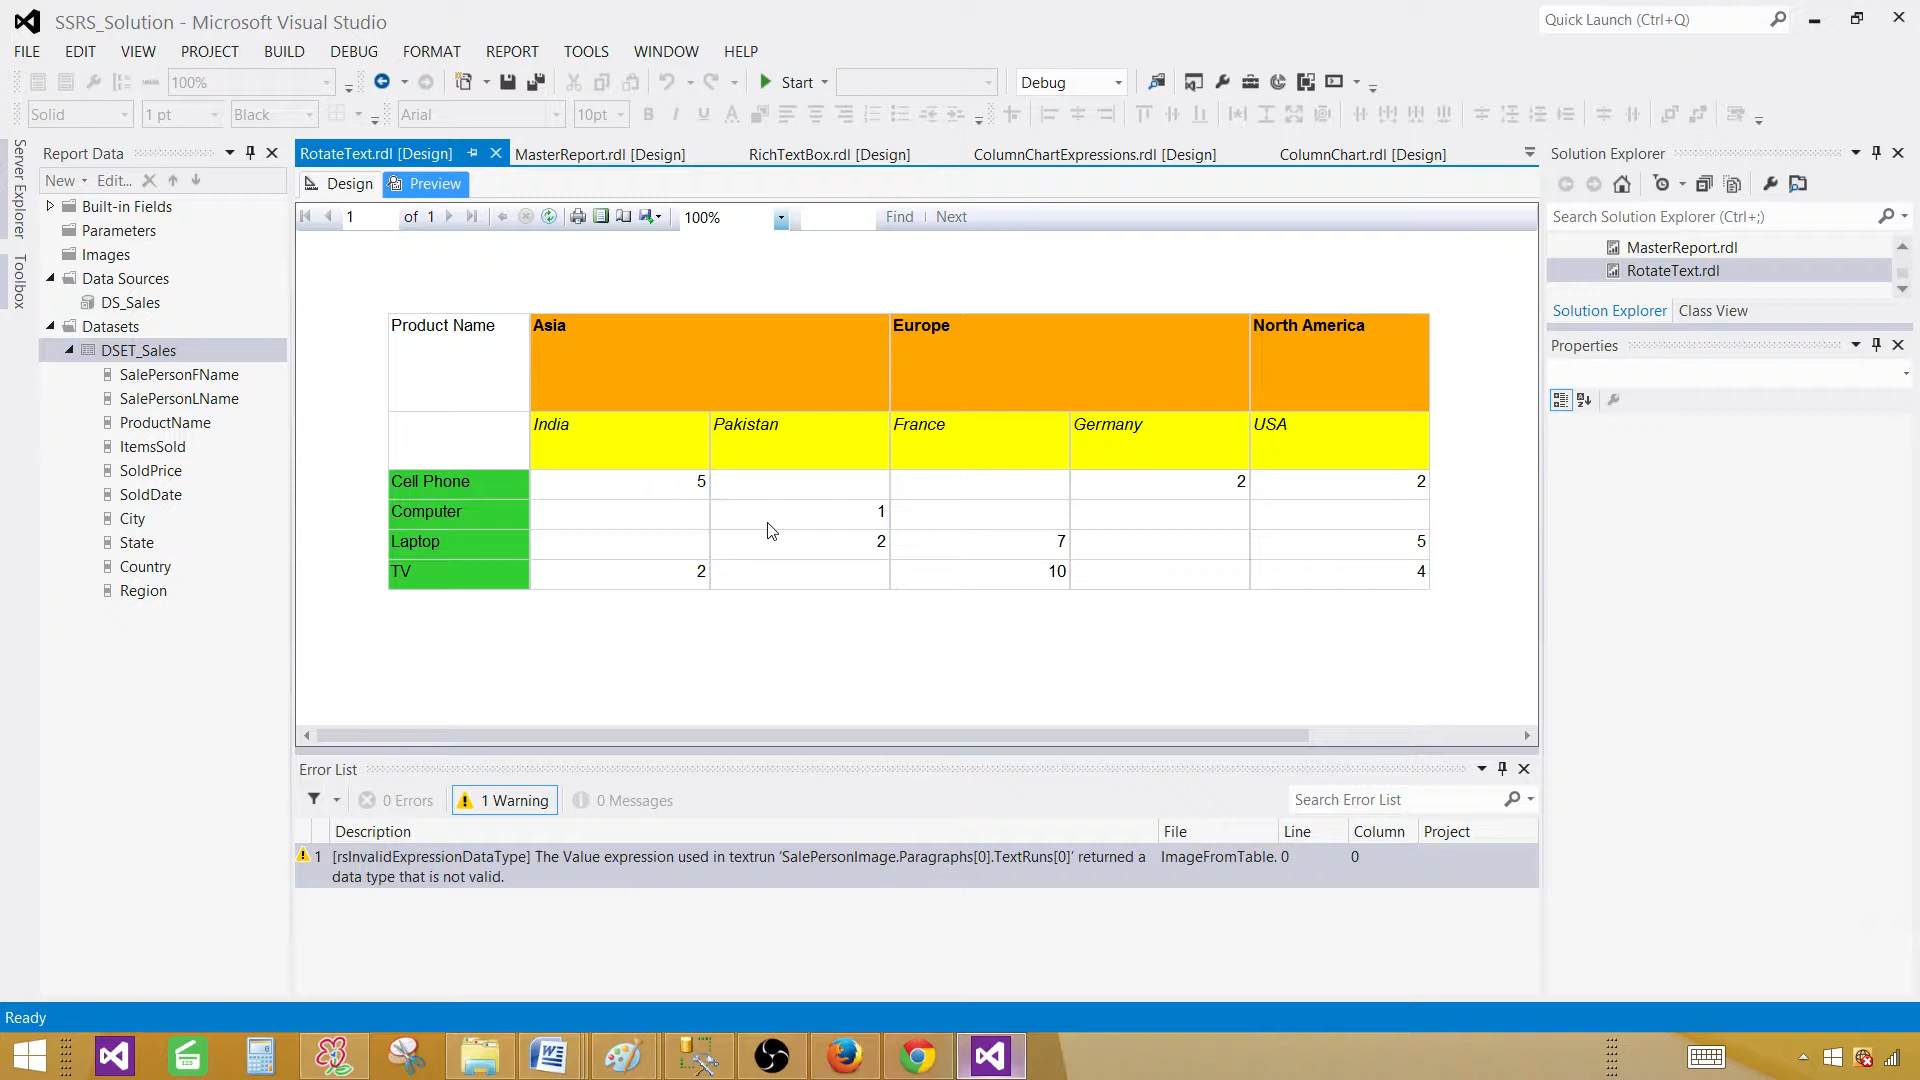 SSRS_Solution - Microsoft Visual Studio
Quick Launch (Ctrl+Q)
FILE EDIT VIEW PROJECT BUILD DEBUG FORMAT REPORT TOOLS WINDOW HELP
100% Start Debug
Solid 1 pt Black Arial 10pt B I U A
Server Explorer
Toolbox
Report Data
New Edit...
Built-in Fields
Parameters
Images
Data Sources
DS_Sales
Datasets
DSET_Sales
SalePersonFName
SalePersonLName
ProductName
ItemsSold
SoldPrice
SoldDate
City
State
Country
Region
RotateText.rdl [Design] MasterReport.rdl [Design] RichTextBox.rdl [Design] ColumnChartExpressions.rdl [Design] ColumnChart.rdl [Design]
Design Preview
1 of 1 100% Find Next
Product Name Asia Europe North America
India Pakistan France Germany USA
Cell Phone 5 2 2
Computer 1
Laptop 2 7 5
TV 2 10 4
Error List
0 Errors 1 Warning 0 Messages
Search Error List
Description File Line Column Project
1 [rsInvalidExpressionDataType] The Value expression used in textrun 'SalePersonImage.Paragraphs[0].TextRuns[0]' returned a ImageFromTable. 0 0
data type that is not valid.
Solution Explorer
Search Solution Explorer (Ctrl+;)
MasterReport.rdl
RotateText.rdl
Solution Explorer Class View
Properties
Ready